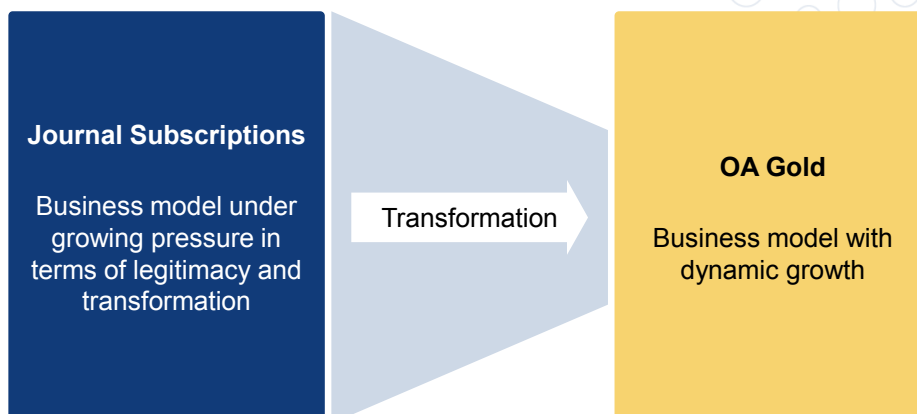 Journal Subscriptions
Business model under
growing pressure in
terms of legitimacy and
transformation
Transformation
OA Gold
Business model with
dynamic growth